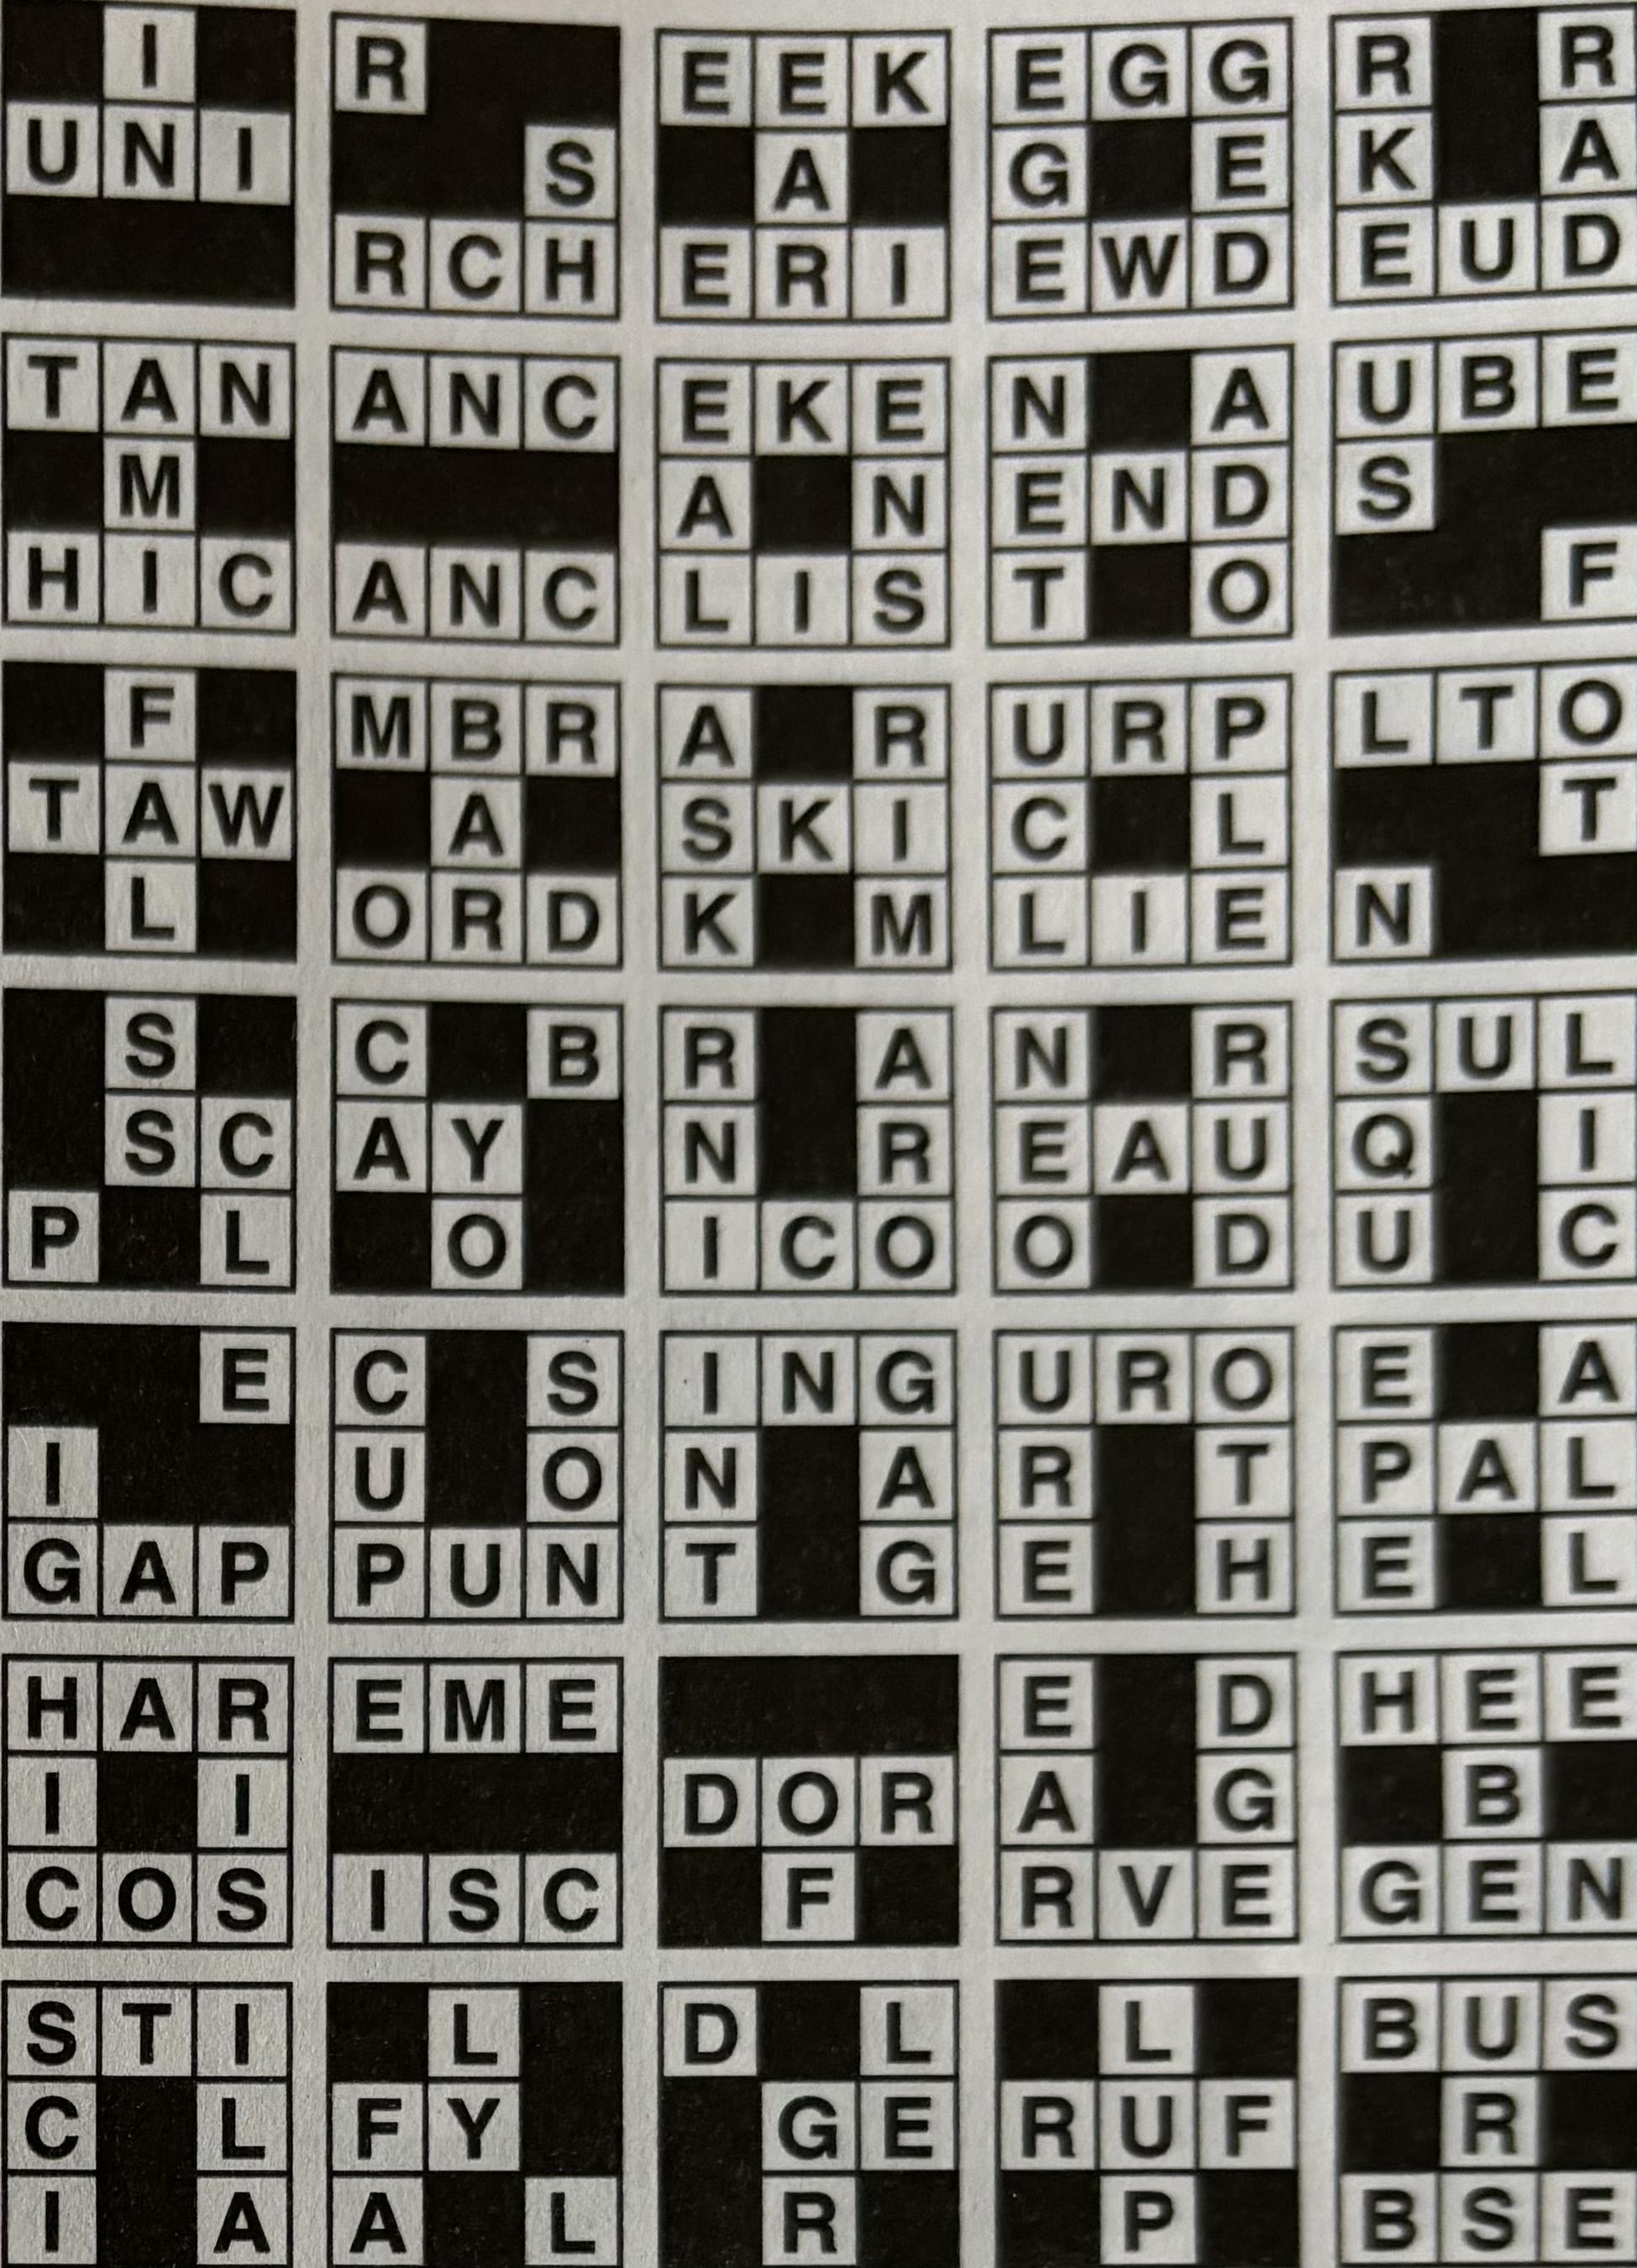 I R EEK EGG R R
UNI S A G E K A
RCH ERI EWD EUD
TAN ANC EKE N A UBE
M A N END S
HIC ANC LIS T O F
F MBR A R URP LTO
TAW A SKI C L T
L ORD K M LIE N
S C B R A N R SUL
SC AY N R EAU Q I
P L O ICO O D U C
E C S ING URO E A
I U O N A R T PAL
GAP PUN T G E H E L
HAR EME E D HEE
I I DOR A G B
COS ISC F RVE GEN
STI L D L L BUS
C L FY GE RUF R
I A A L R P BSE